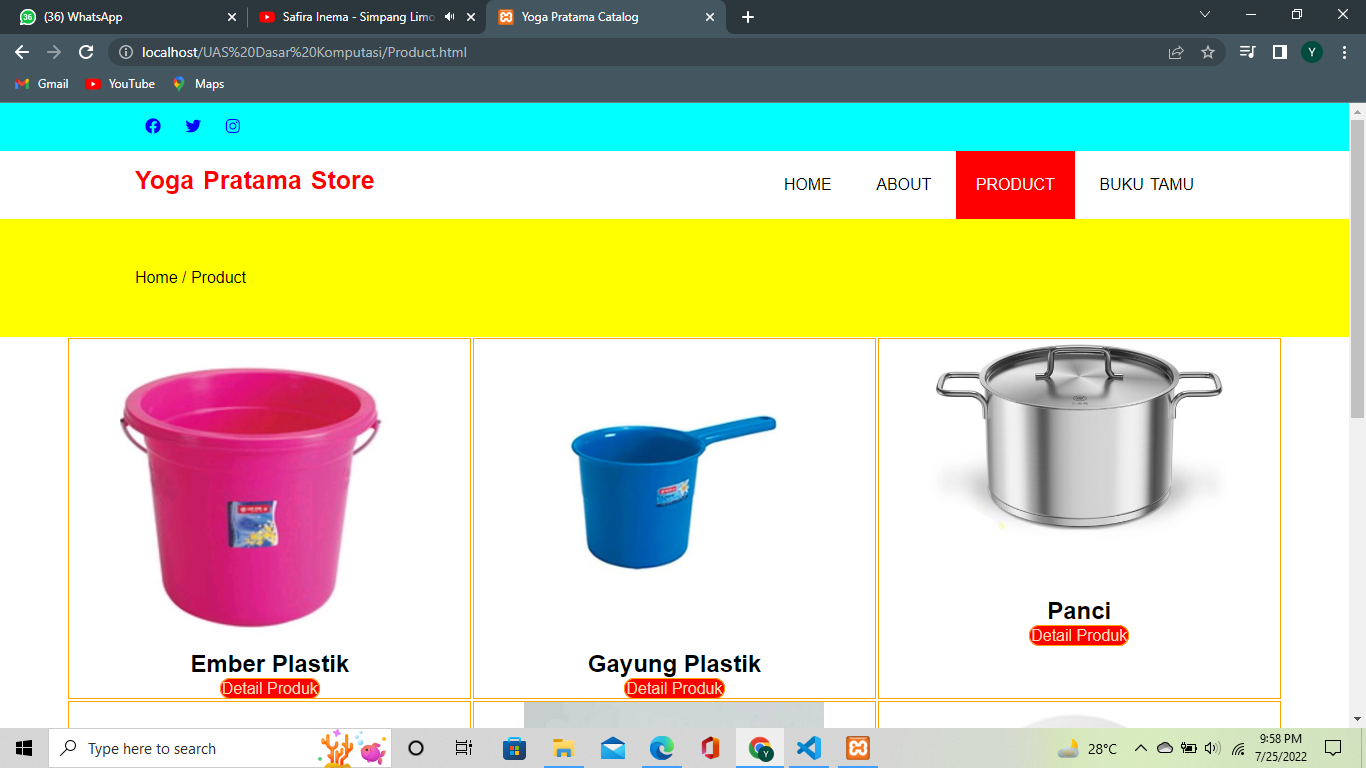 (36) WhatsApp
Safira Inema - Simpang Limo
Yoga Pratama Catalog
localhost/UAS%20Dasar%20Komputasi/Product.html
Y
Gmail
YouTube
Maps
Yoga Pratama Store
HOME
ABOUT
PRODUCT
BUKU TAMU
Home / Product
Ember Plastik
Detail Produk
Gayung Plastik
Detail Produk
Panci
Detail Produk
Type here to search
28°C
9:58 PM
7/25/2022